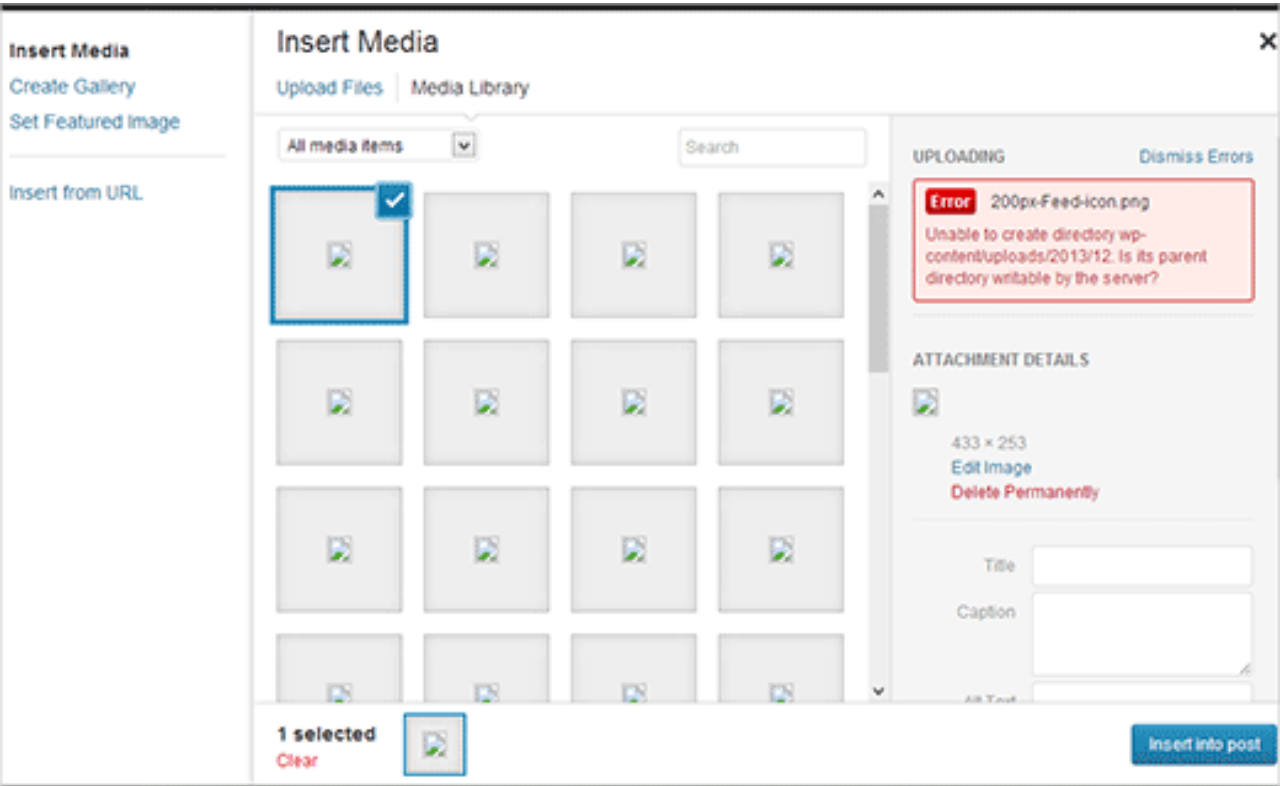 Insert Media
Create Gallery
Set Featured Image
Insert from URL
Insert Media
Upload Files
Media Library
All media items
Search
UPLOADING
Dismiss Errors
Error 200px-Feed-icon.png
Unable to create directory wp-
content/uploads/2013/12. Is its parent
directory writable by the server?
ATTACHMENT DETAILS
433 × 253
Edit Image
Delete Permanently
Title
Caption
Alt Text
1 selected
Clear
Insert into post